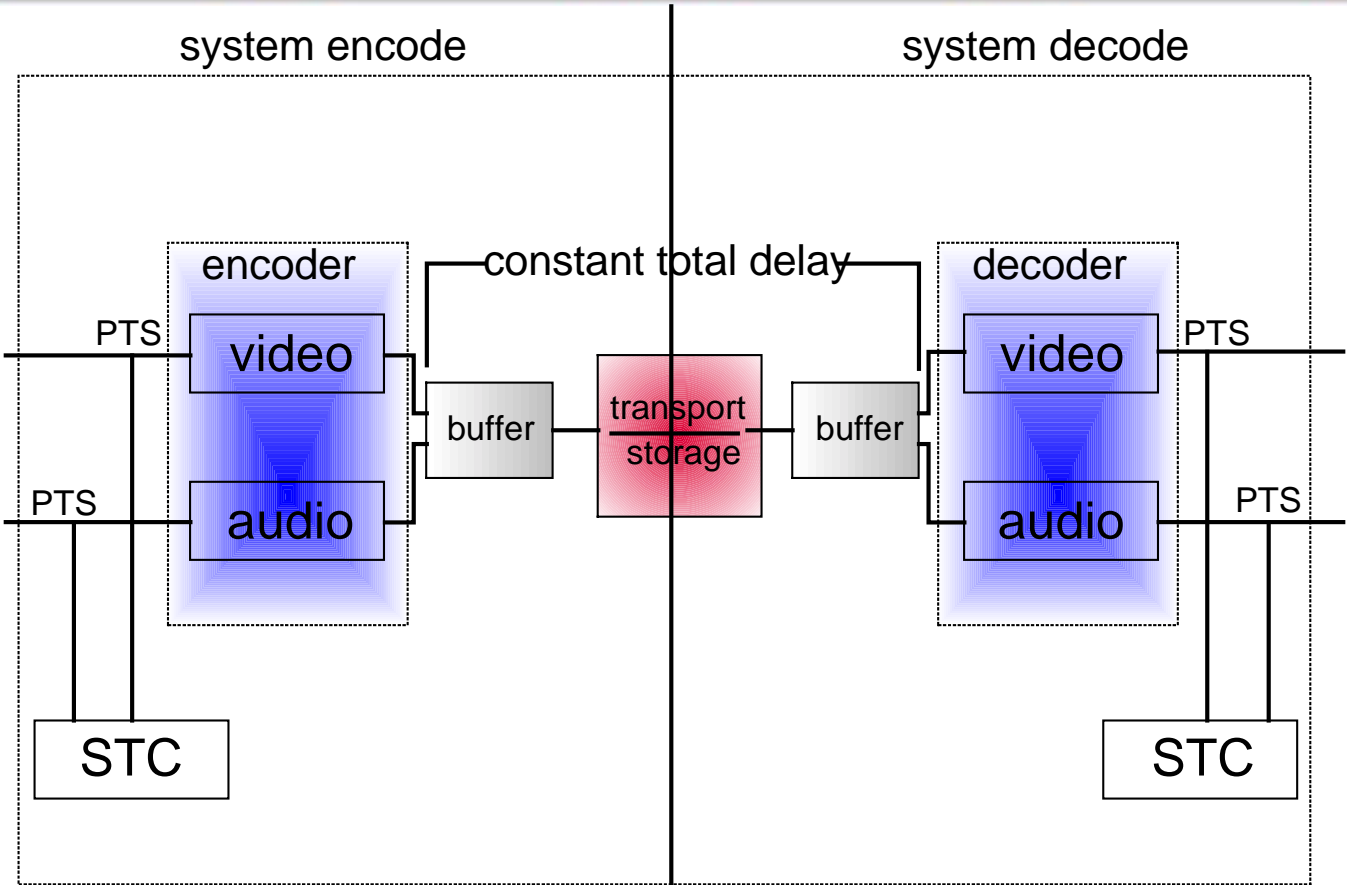 system encode
system decode
constant total delay
encoder
decoder
PTS
video
video
PTS
buffer
transport
storage
buffer
PTS
audio
audio
PTS
STC
STC